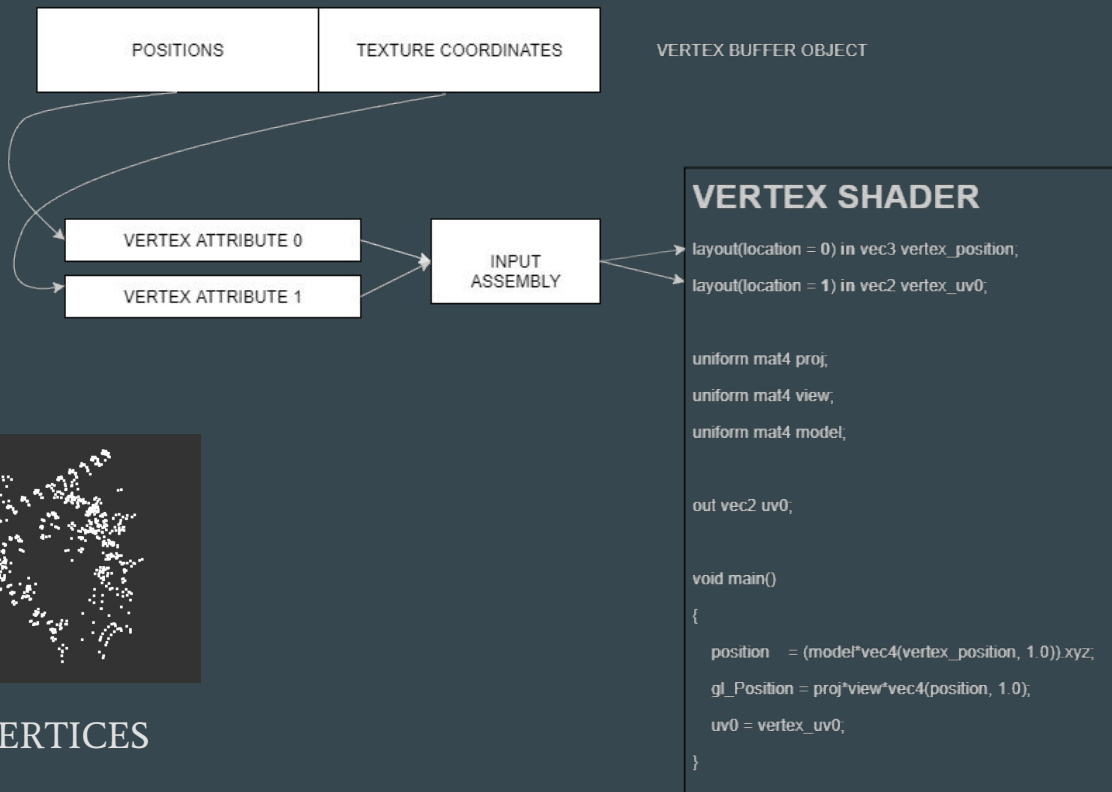 POSITIONS
TEXTURE COORDINATES
VERTEX BUFFER OBJECT
VERTEX ATTRIBUTE 0
VERTEX ATTRIBUTE 1
INPUT
ASSEMBLY
VERTEX SHADER
layout(location = 0) in vec3 vertex_position;
layout(location = 1) in vec2 vertex_uv0;
uniform mat4 proj;
uniform mat4 view;
uniform mat4 model;
out vec2 uv0;
void main()
{
position = (model*vec4(vertex_position, 1.0)).xyz;
gl_Position = proj*view*vec4(position, 1.0);
uv0 = vertex_uv0;
}
ERTICES